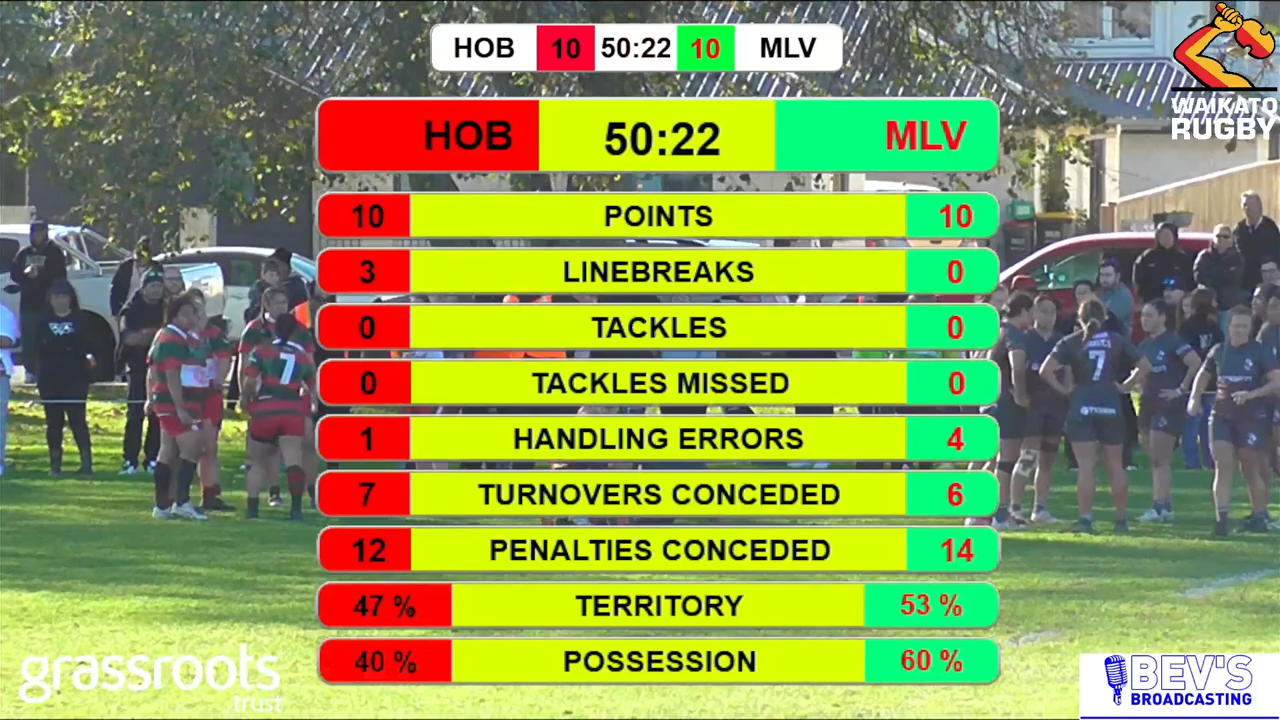 HOB 10 50:22 10 MLV
WAIKATO
RUGBY
HOB 50:22 MLV
10 POINTS 10
3 LINEBREAKS 0
0 TACKLES 0
0 TACKLES MISSED 0
1 HANDLING ERRORS 4
7 TURNOVERS CONCEDED 6
12 PENALTIES CONCEDED 14
47 % TERRITORY 53 %
40 % POSSESSION 60 %
7
7
grassroots
trust
BEV'S
BROADCASTING